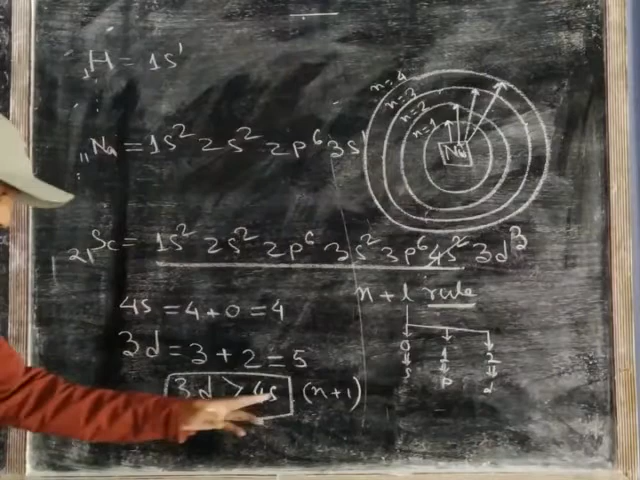 ₁H = 1s¹
₁₁Na = 1s² 2s² 2p⁶ 3s¹
n=4
n=3
n=2
n=1
Nu
₂₁Sc = 1s² 2s² 2p⁶ 3s² 3p⁶ 4s² 3d³
4s = 4 + 0 = 4
3d = 3 + 2 = 5
3d > 4s (n+1)
n + l rule
0 1 2
s p d